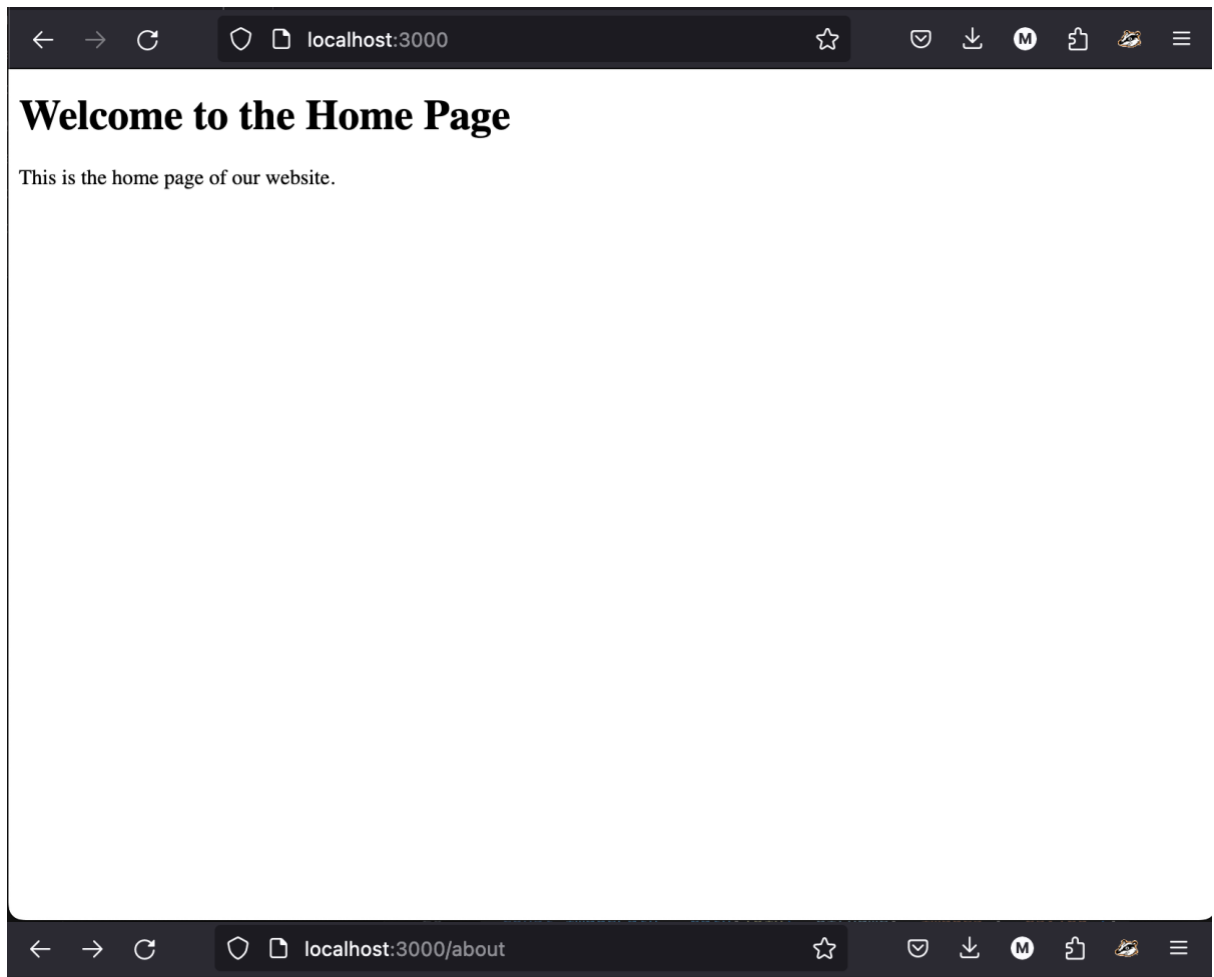 localhost:3000
M
Welcome to the Home Page
This is the home page of our website.
localhost:3000/about
M